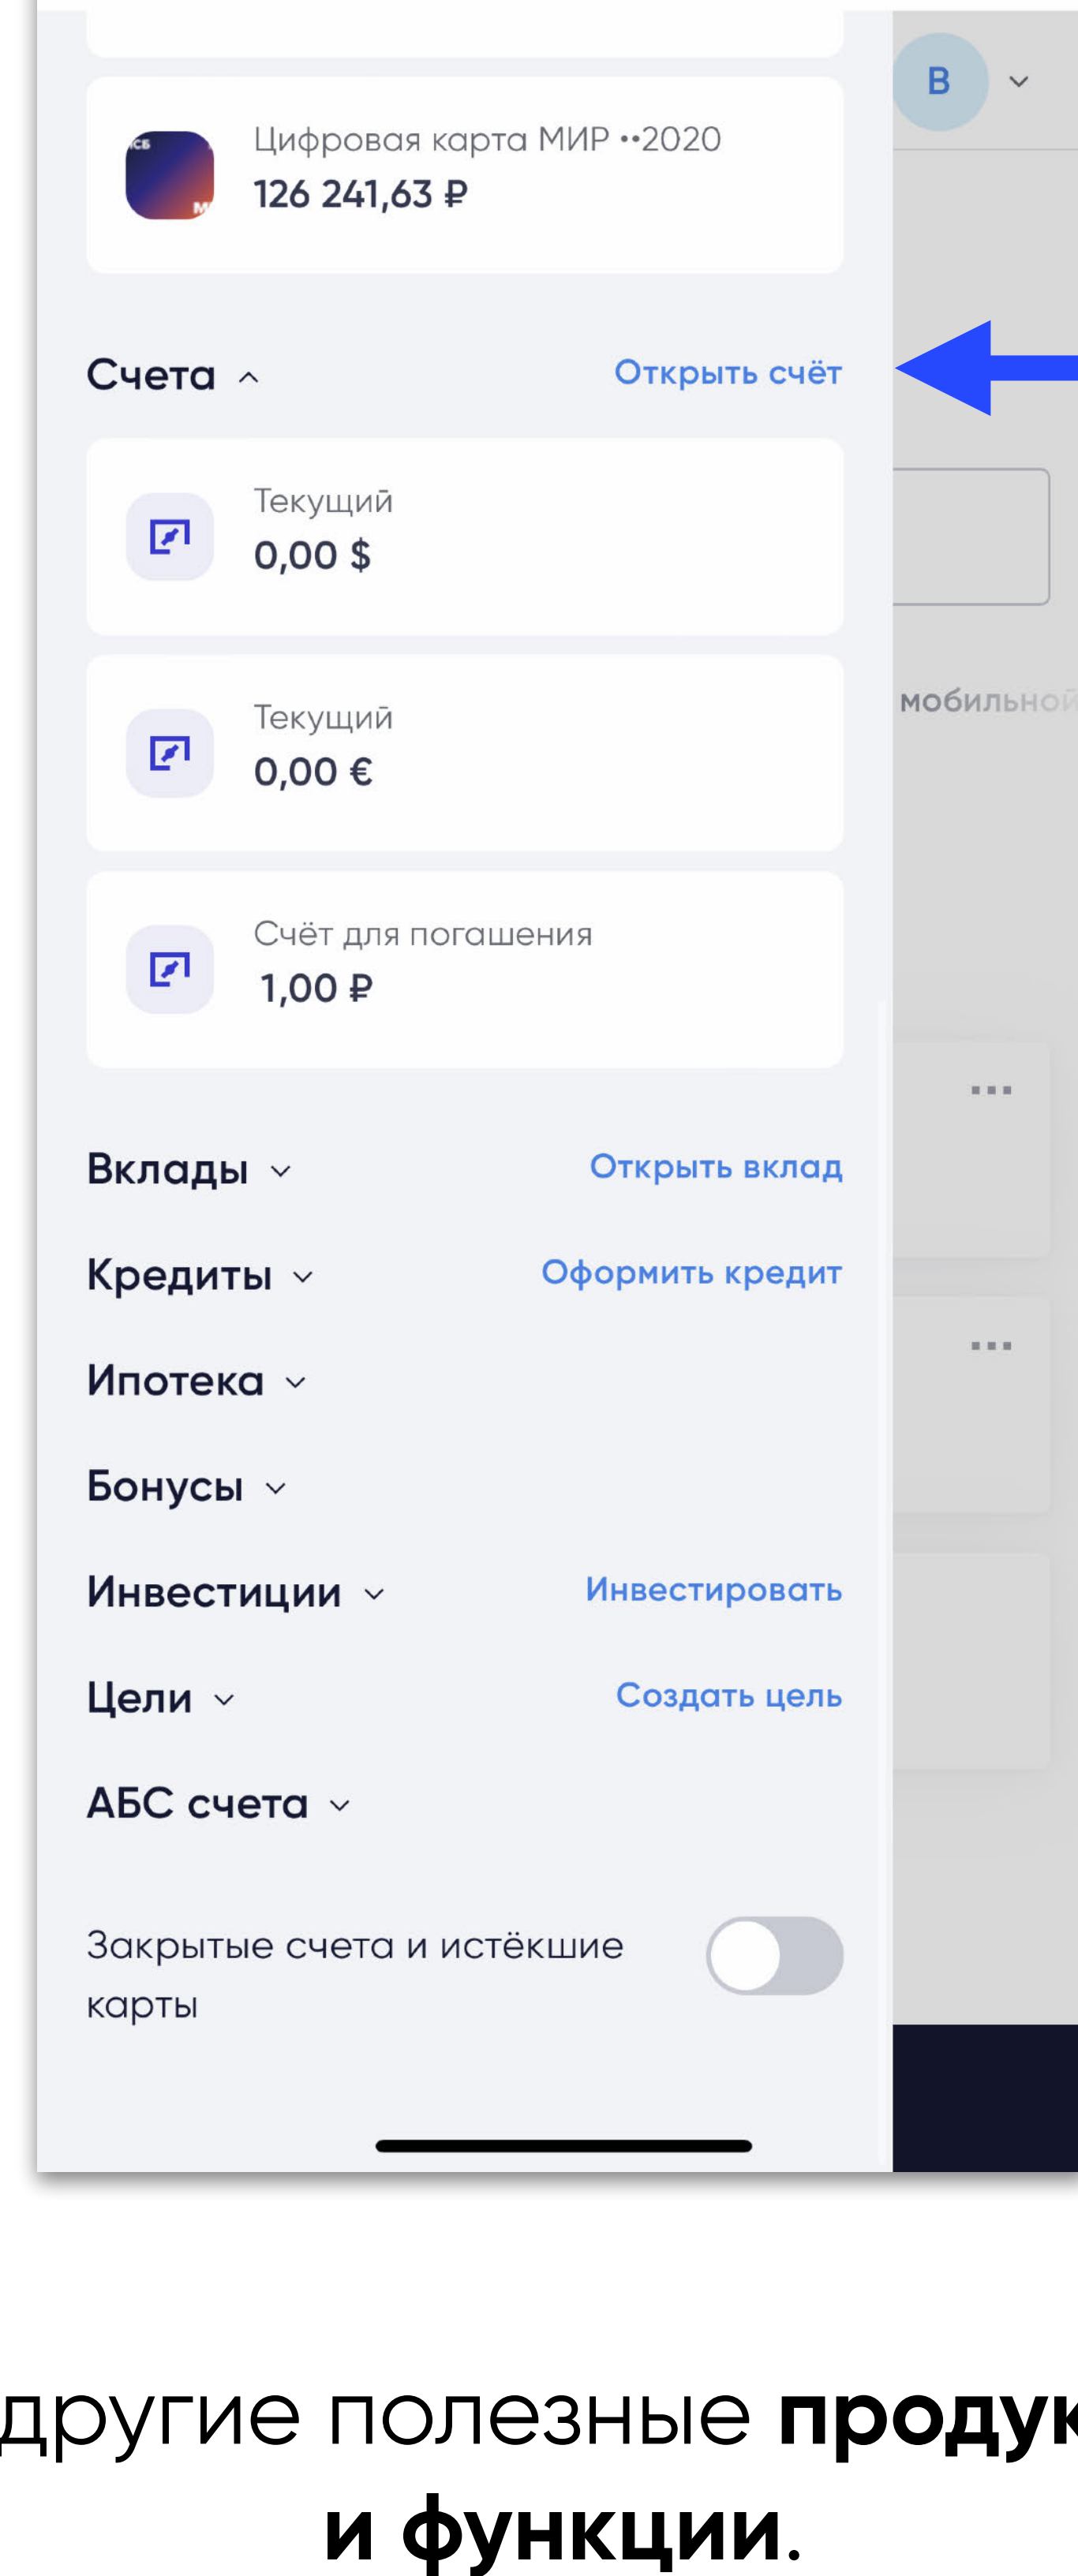 В
СБ
Цифровая карта МИР ··2020
126 241,63 ₽
Счета
Открыть счёт
Текущий
0,00 $
Текущий
0,00 €
мобильной
Счёт для погашения
1,00 ₽
Вклады
Открыть вклад
Кредиты
Оформить кредит
Ипотека
Бонусы
Инвестиции
Инвестировать
Цели
Создать цель
АБС счета
Закрытые счета и истёкшие
карты
другие полезные продук
и функции.